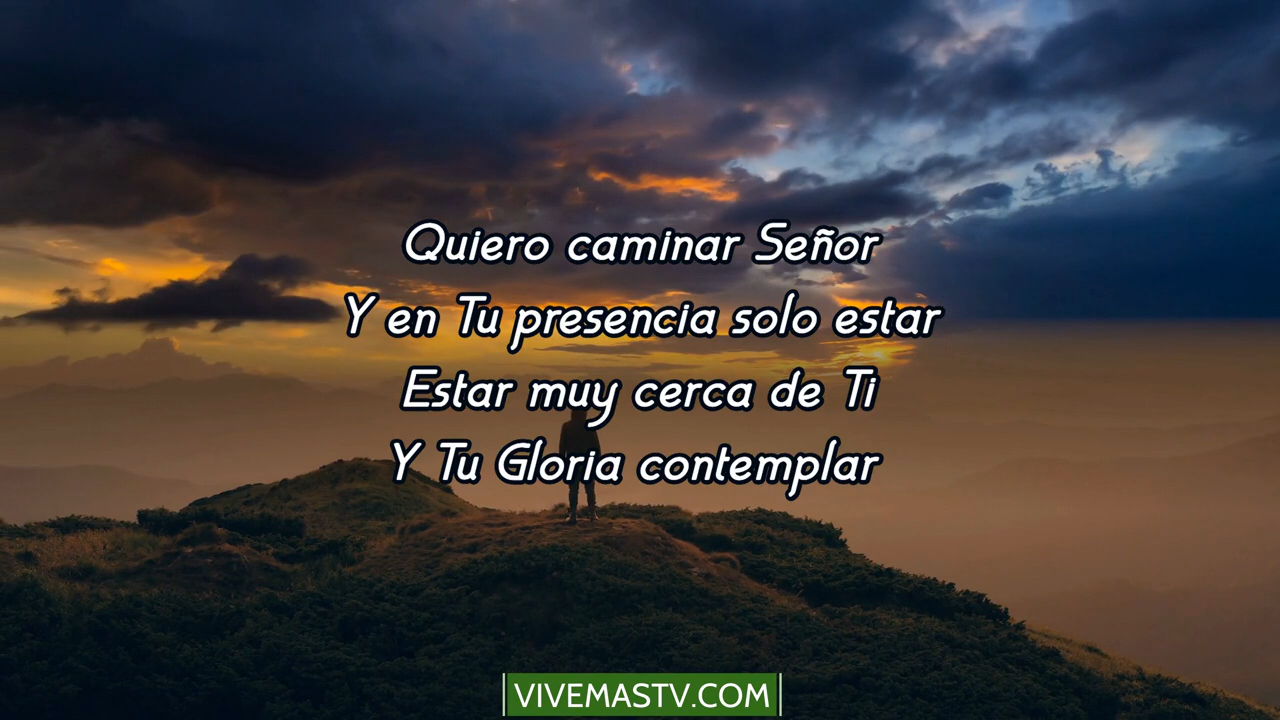 Quiero caminar Señor
Y en Tu presencia solo estar
Estar muy cerca de Ti
Y Tu Gloria contemplar
VIVEMASTV.COM